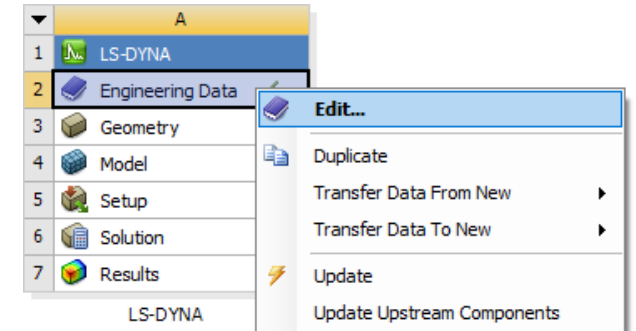 A
1 LS-DYNA
2 Engineering Data
Edit...
3 Geometry
Duplicate
4 Model
Transfer Data From New
5 Setup
Transfer Data To New
6 Solution
7 Results
Update
LS-DYNA
Update Upstream Components